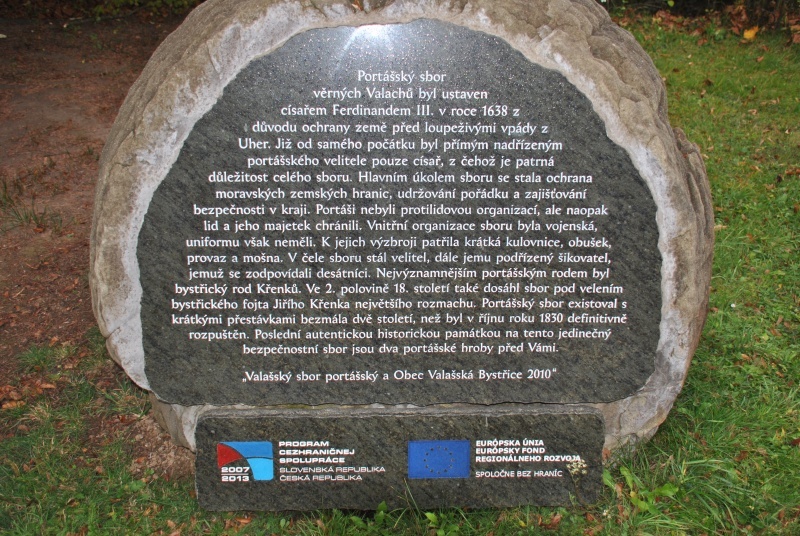 Portášský sbor
věrných Valachů byl ustaven
císařem Ferdinandem III. v roce 1638 z
důvodu ochrany země před loupeživými vpády z
Uher. Již od samého počátku byl přímým nadřízeným
portášského velitele pouze císař, z čehož je patrná
důležitost celého sboru. Hlavním úkolem sboru se stala ochrana
moravských zemských hranic, udržování pořádku a zajišťování
bezpečnosti v kraji. Portáši nebyli protilidovou organizací, ale naopak
lid a jeho majetek chránili. Vnitřní organizace sboru byla vojenská,
uniformu však neměli. K jejich výzbroji patřila krátká kulovnice, obušek,
provaz a mošna. V čele sboru stál velitel, dále jemu podřízený šikovatel,
jemuž se zodpovídali desátníci. Nejvýznamnějším portášským rodem byl
bystřický rod Křenků. Ve 2. polovině 18. století také dosáhl sbor pod velením
bystřického fojta Jiřího Křenka největšího rozmachu. Portášský sbor existoval s
krátkými přestávkami bezmála dvě století, než byl v říjnu roku 1830 definitivně
rozpuštěn. Poslední autentickou historickou památkou na tento jedinečný
bezpečnostní sbor jsou dva portášské hroby před Vámi.
„Valašský sbor portášský a Obec Valašská Bystřice 2010“
2007
2013
PROGRAM
CEZHRANIČNEJ
SPOLUPRÁCE
SLOVENSKÁ REPUBLIKA
ČESKÁ REPUBLIKA
EURÓPSKA ÚNIA
EURÓPSKY FOND
REGIONÁLNEHO ROZVOJA
SPOLOČNE BEZ HRANÍC